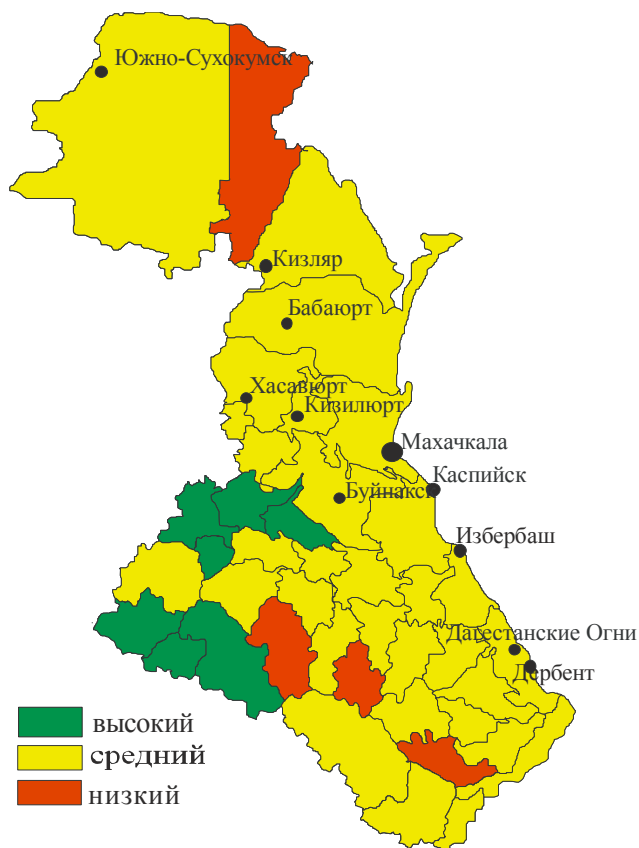 Южно-Сухокумск
Кизляр
Бабаюрт
Хасавюрт
Кизилюрт
Махачкала
Каспийск
Буйнакск
Избербаш
Дагестанские Огни
Дербент
высокий
средний
низкий